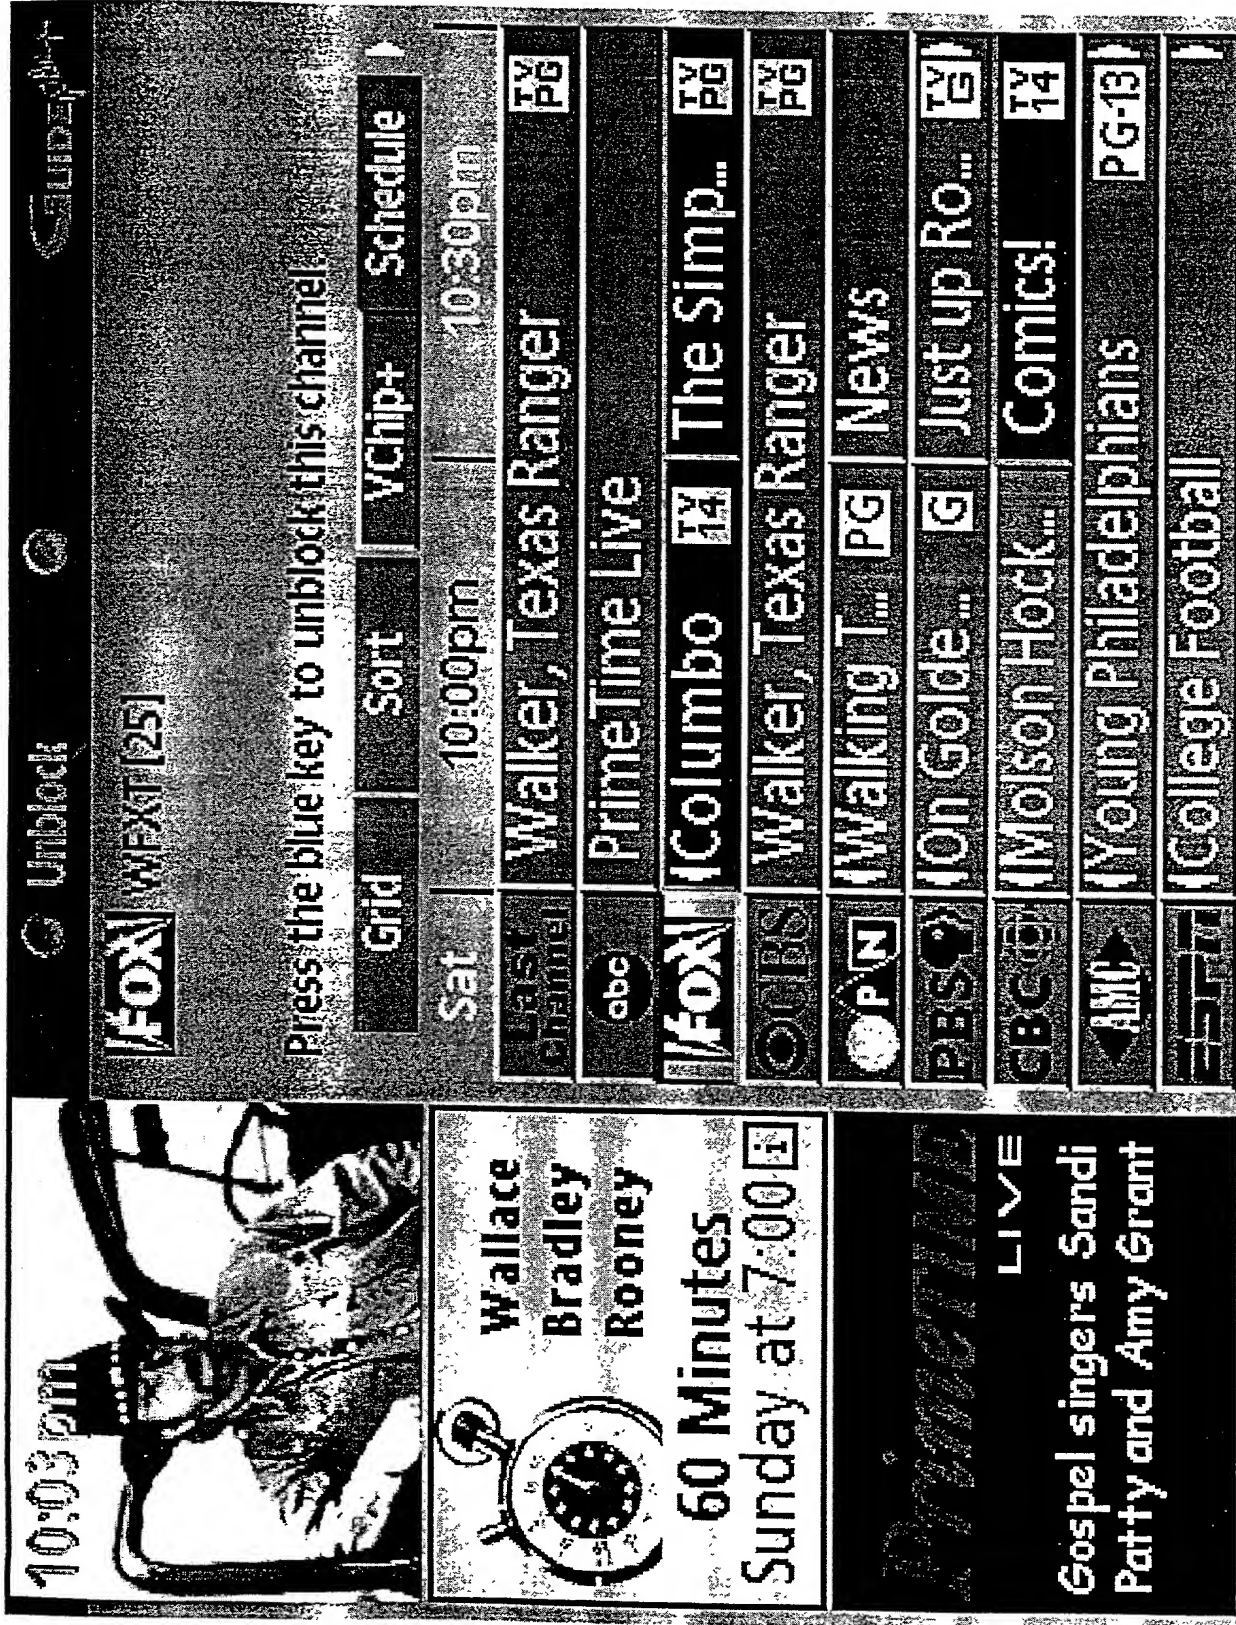 10:03pm
Unblock
GUIDE
FOX
WFXT [25]
Press the blue key to unblock this channel.
Grid
Sort
VChip+
Schedule
Sat
10:00pm
10:30pm
Last Channel
Walker, Texas Ranger
TV PG
abc
PrimeTime Live
FOX
Columbo
TV 14
The Simp...
TV PG
CBS
Walker, Texas Ranger
TV PG
PN
Walking T...
PG
News
PBS
On Golde...
G
Just up Ro...
TV G
CBC
Molson Hock...
Comics!
TV 14
AMC
Young Philadelphians
PG-13
ESPN
College Football
Wallace
Bradley
Rooney
60 Minutes
Sunday at 7:00 i
PrimeTime
LIVE
Gospel singers Sandi
Patty and Amy Grant